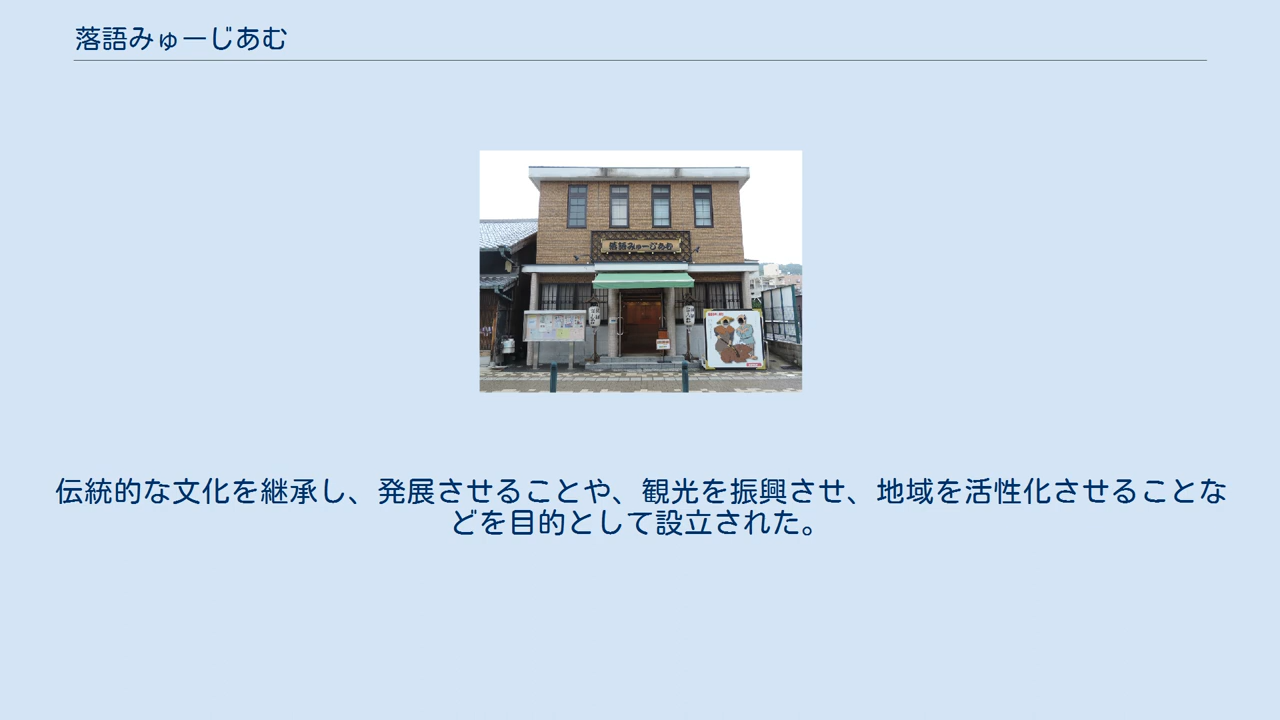 落語みゅーじあむ
落語みゅーじあむ
伝統的な文化を継承し、発展させることや、観光を振興させ、地域を活性化させることな
どを目的として設立された。